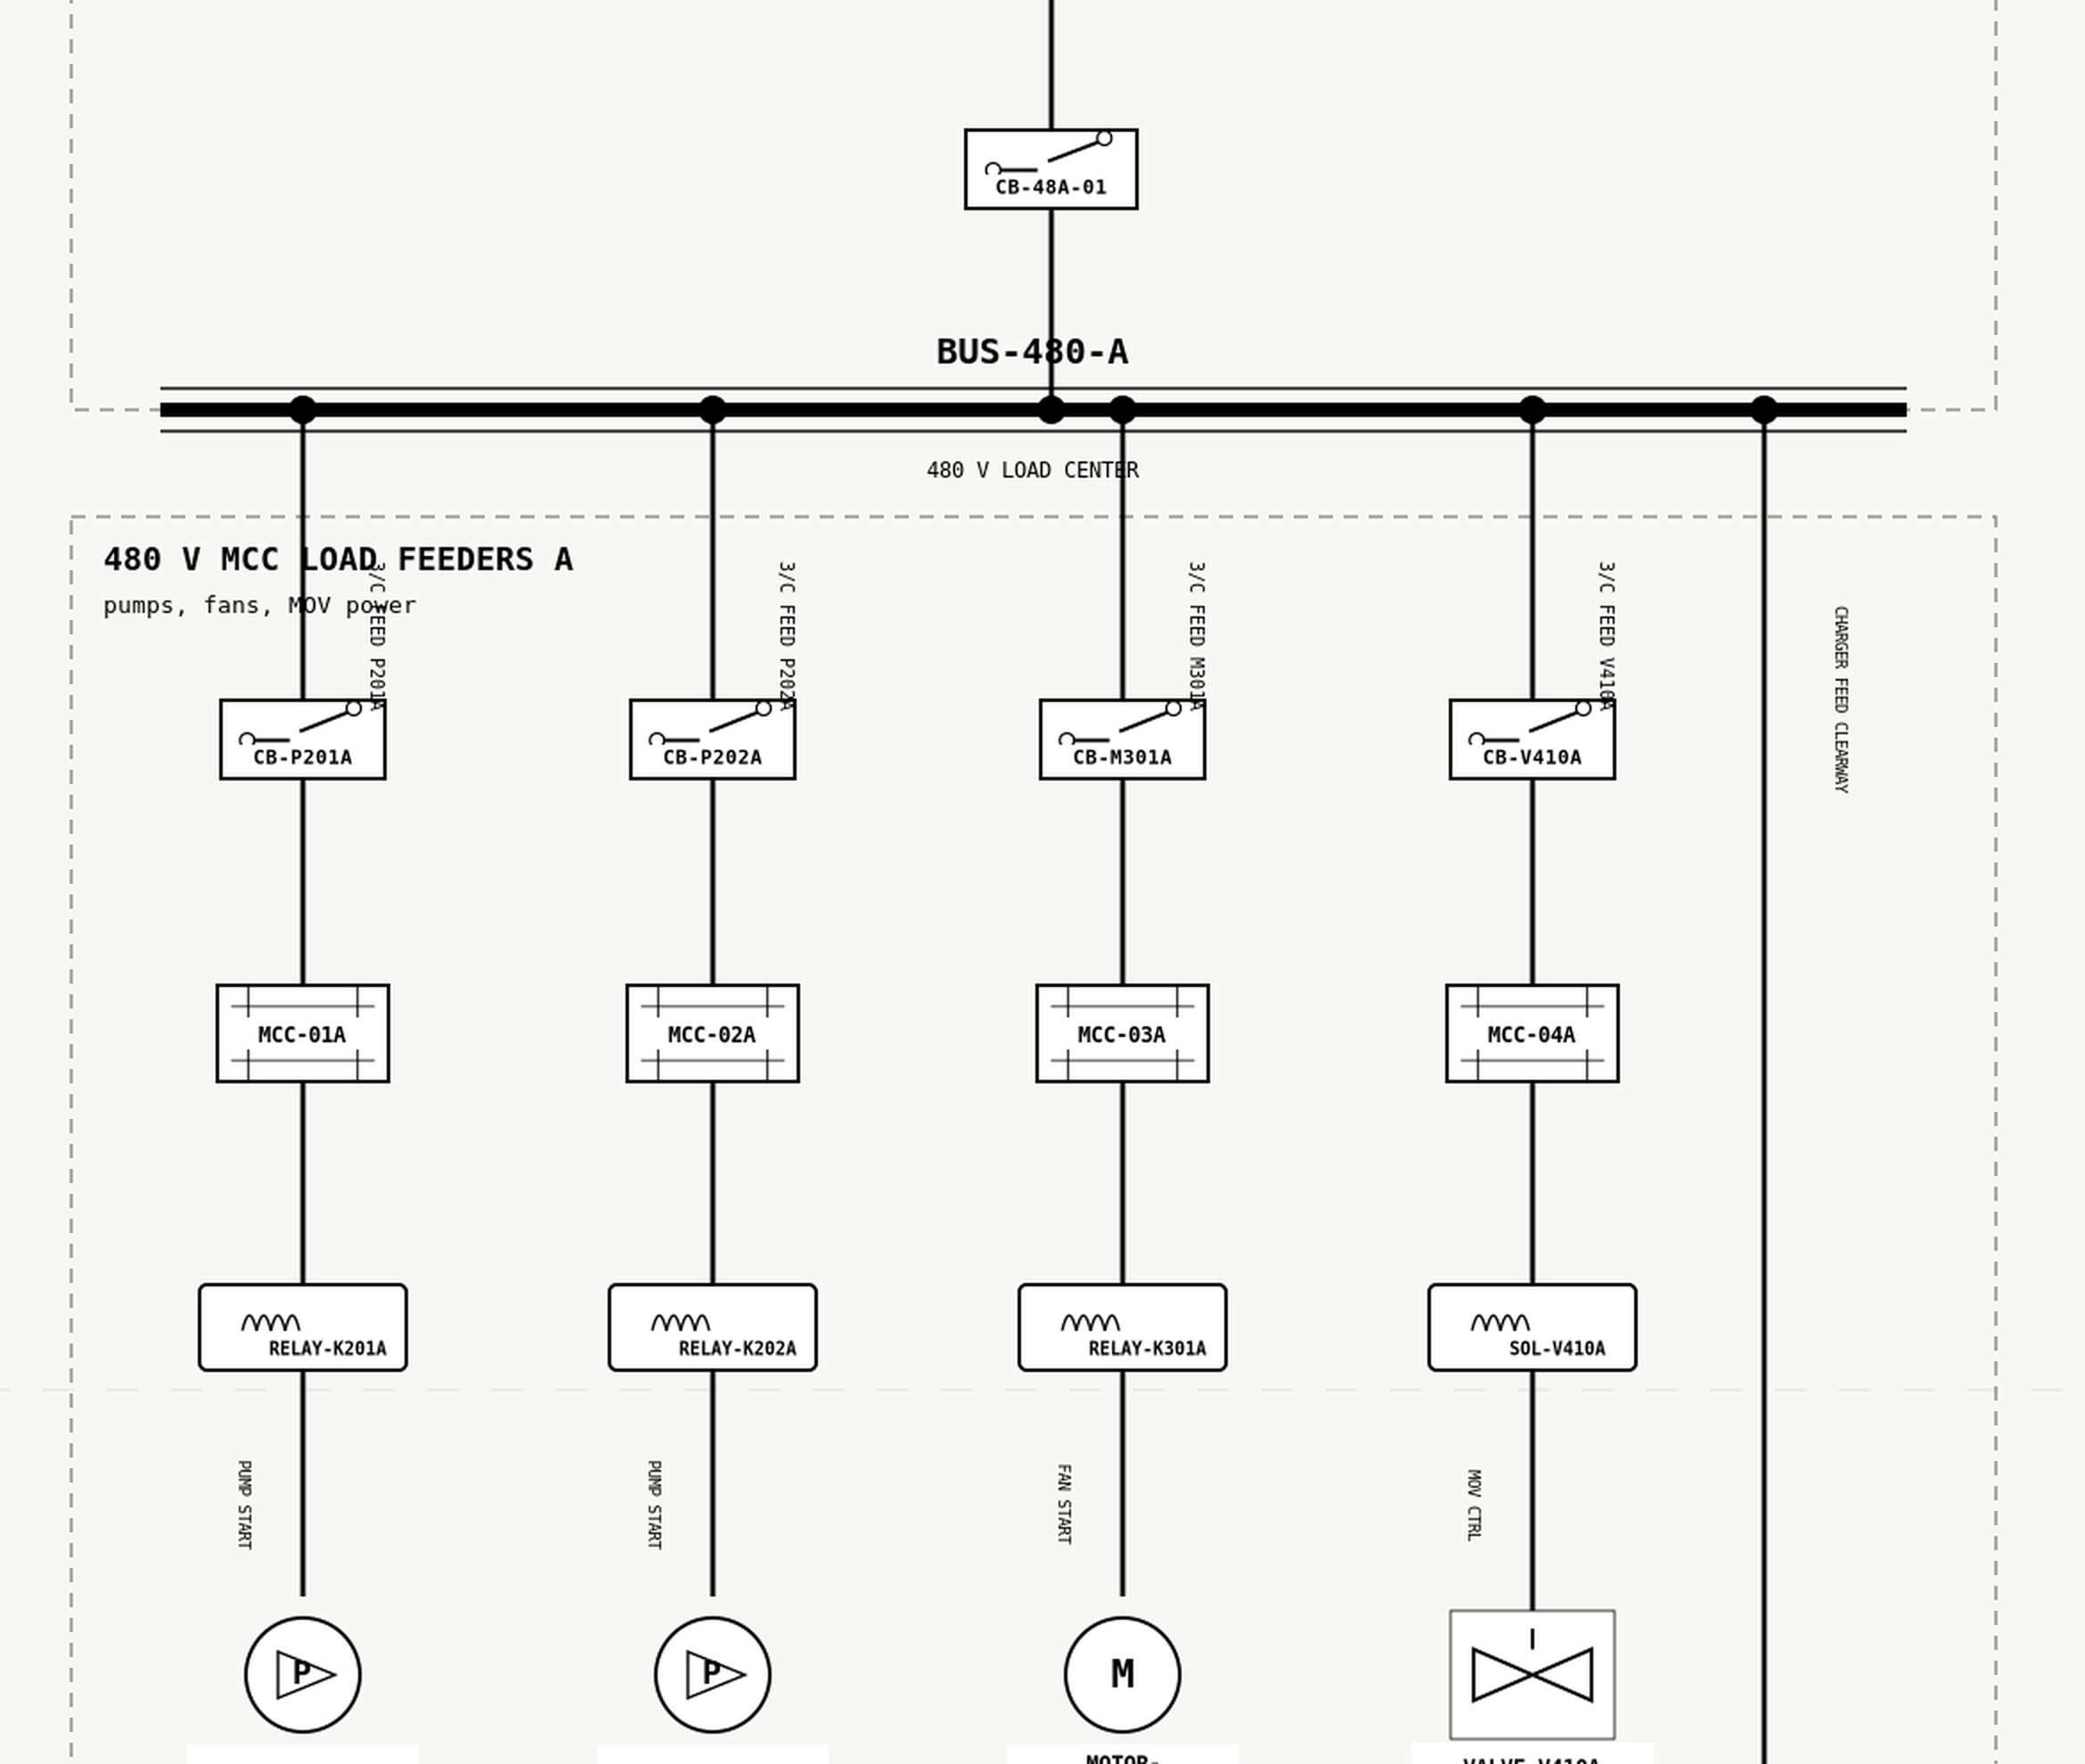 CB-48A-01
BUS-480-A
480 V LOAD CENTER
480 V MCC LOAD FEEDERS A
pumps, fans, MOV power
3/C FEED P201A
3/C FEED P202A
3/C FEED M301A
3/C FEED V410A
CHARGER FEED CLEARWAY
CB-P201A
CB-P202A
CB-M301A
CB-V410A
MCC-01A
MCC-02A
MCC-03A
MCC-04A
RELAY-K201A
RELAY-K202A
RELAY-K301A
SOL-V410A
PUMP START
PUMP START
FAN START
MOV CTRL
P
P
M
MOTOR-
VALVE-V410A